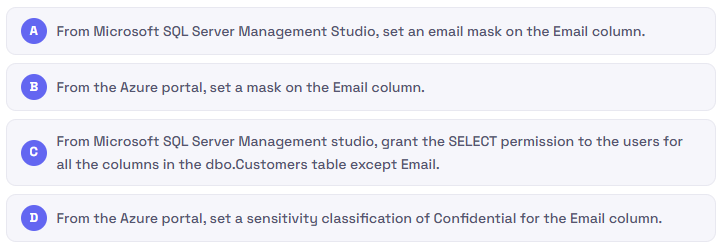 A From Microsoft SQL Server Management Studio, set an email mask on the Email column.
B From the Azure portal, set a mask on the Email column.
C From Microsoft SQL Server Management studio, grant the SELECT permission to the users for
all the columns in the dbo.Customers table except Email.
D From the Azure portal, set a sensitivity classification of Confidential for the Email column.